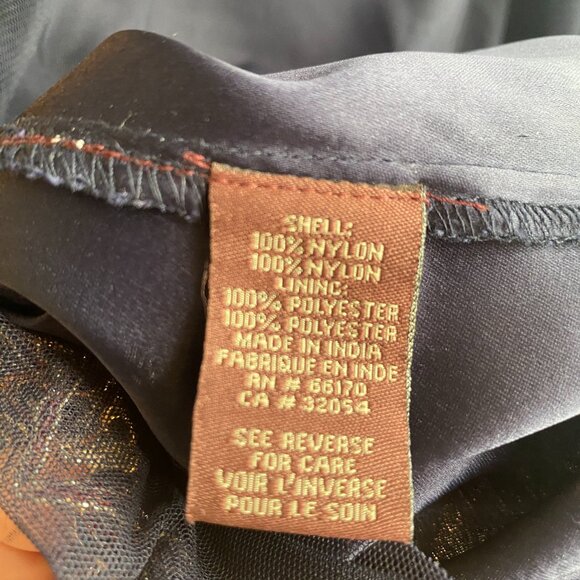 SHELL:
100% NYLON
100% NYLON
LINING:
100% POLYESTER
100% POLYESTER
MADE IN INDIA
FABRIQUE EN INDE
RN # 66170
CA # 32054
SEE REVERSE
FOR CARE
VOIR L'INVERSE
POUR LE SOIN